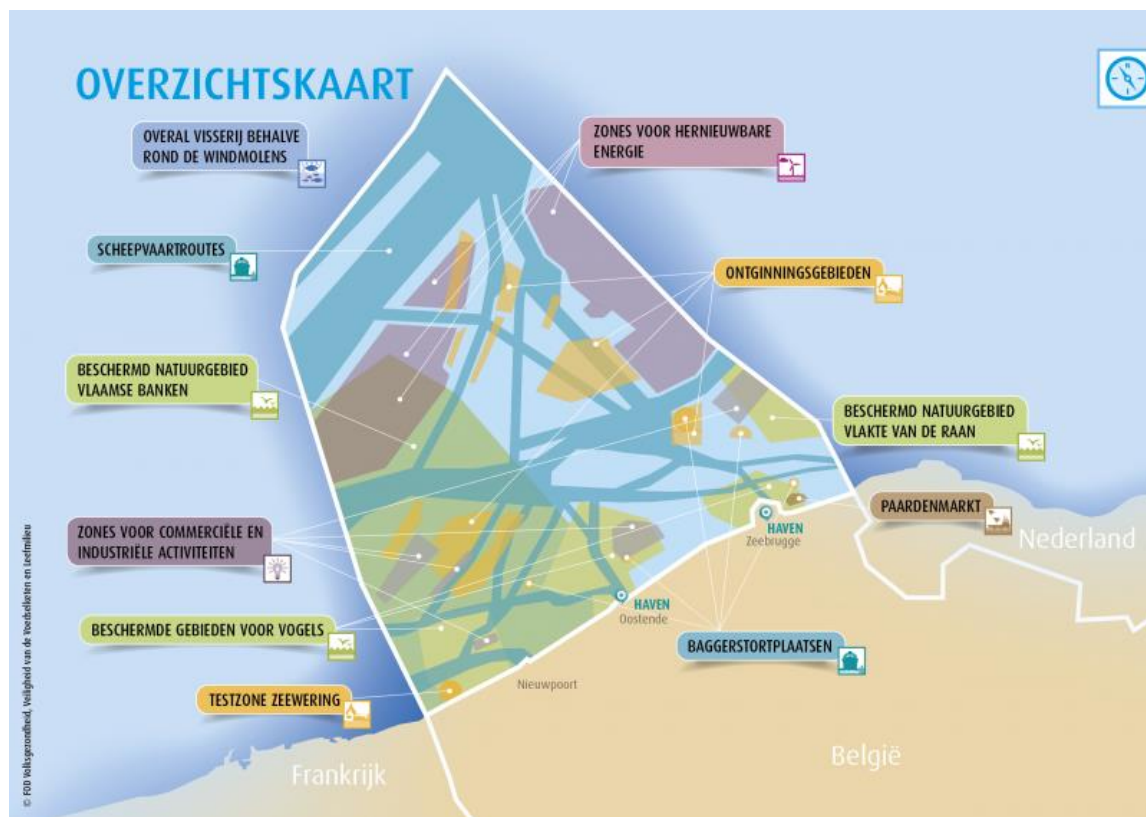 OVERZICHTSKAART
N
OVERAL VISSERIJ BEHALVE
ROND DE WINDMOLENS
ZONES VOOR HERNIEUWBARE
ENERGIE
SCHEEPVAARTROUTES
ONTGINNINGSGEBIEDEN
BESCHERMD NATUURGEBIED
VLAAMSE BANKEN
BESCHERMD NATUURGEBIED
VLAKTE VAN DE RAAN
PAARDENMARKT
ZONES VOOR COMMERCIËLE EN
INDUSTRIËLE ACTIVITEITEN
HAVEN
Zeebrugge
Nederland
BESCHERMDE GEBIEDEN VOOR VOGELS
HAVEN
Oostende
BAGGERSTORTPLAATSEN
TESTZONE ZEEWERING
Nieuwpoort
België
Frankrijk
© FOD Volksgezondheid, Veiligheid van de Voedselketen en Leefmilieu